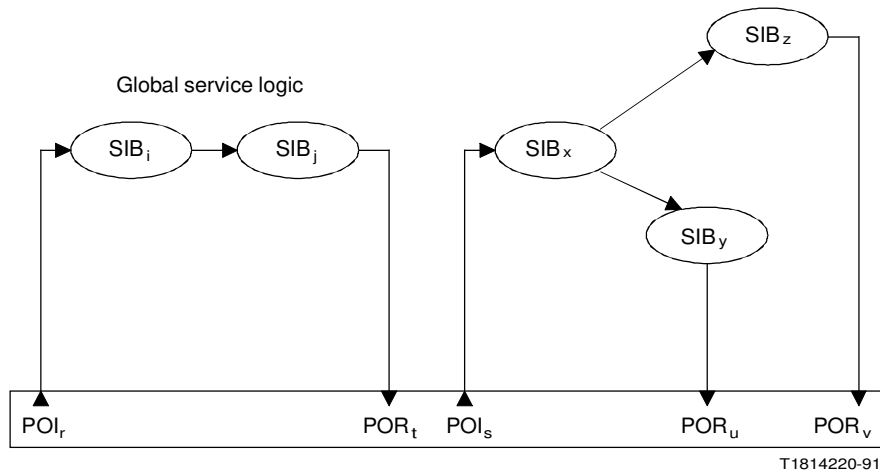 SIBz
Global service logic
SIBi SIBj SIBx
SIBy
POIr PORt POIs PORu PORv
T1814220-91